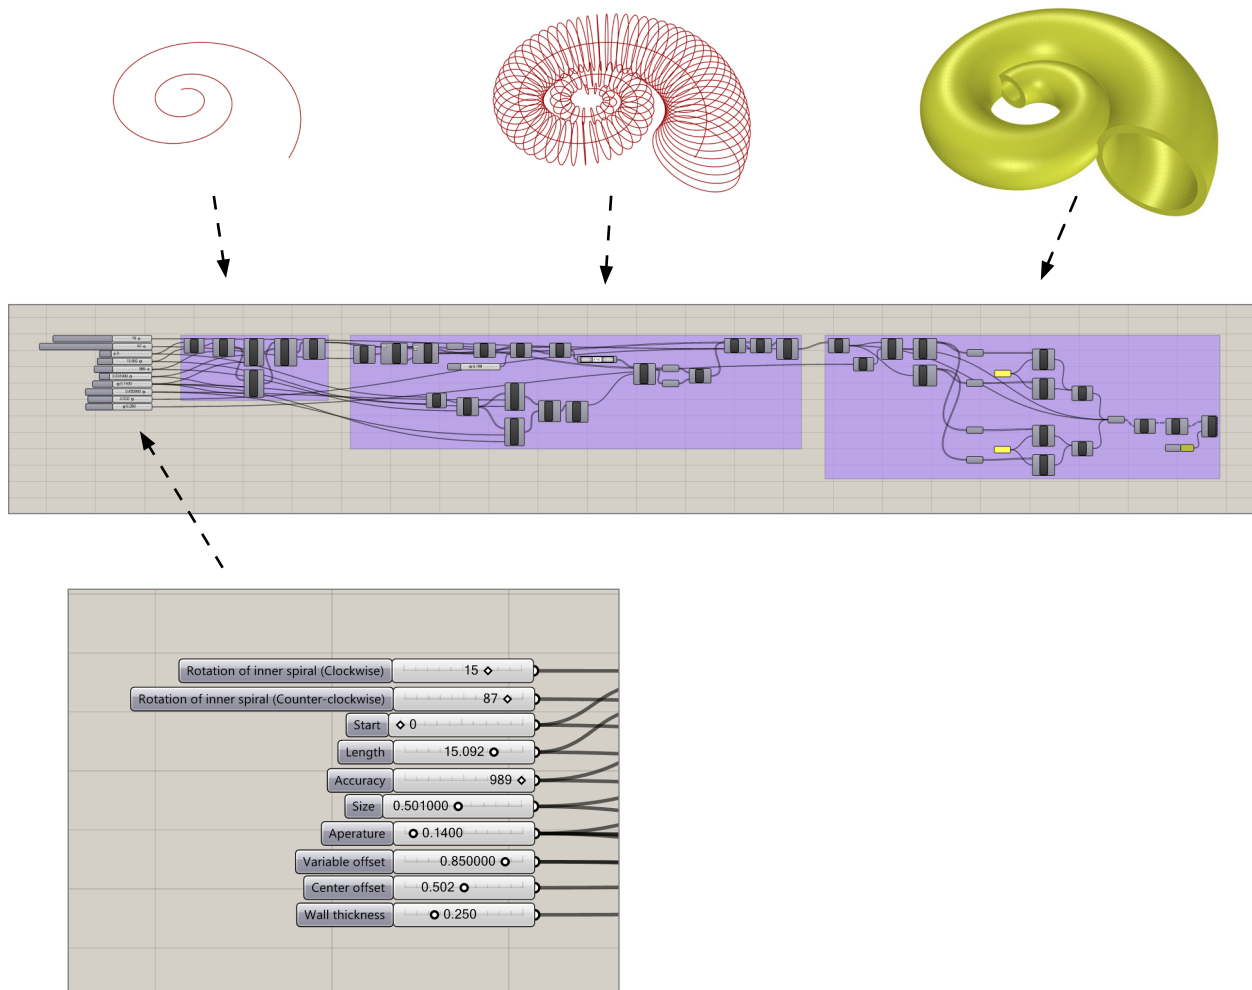 Rotation of inner spiral (Clockwise) 15
Rotation of inner spiral (Counter-clockwise) 87
Start 0
Length 15.092
Accuracy 989
Size 0.501000
Aperature 0.1400
Variable offset 0.850000
Center offset 0.502
Wall thickness 0.250